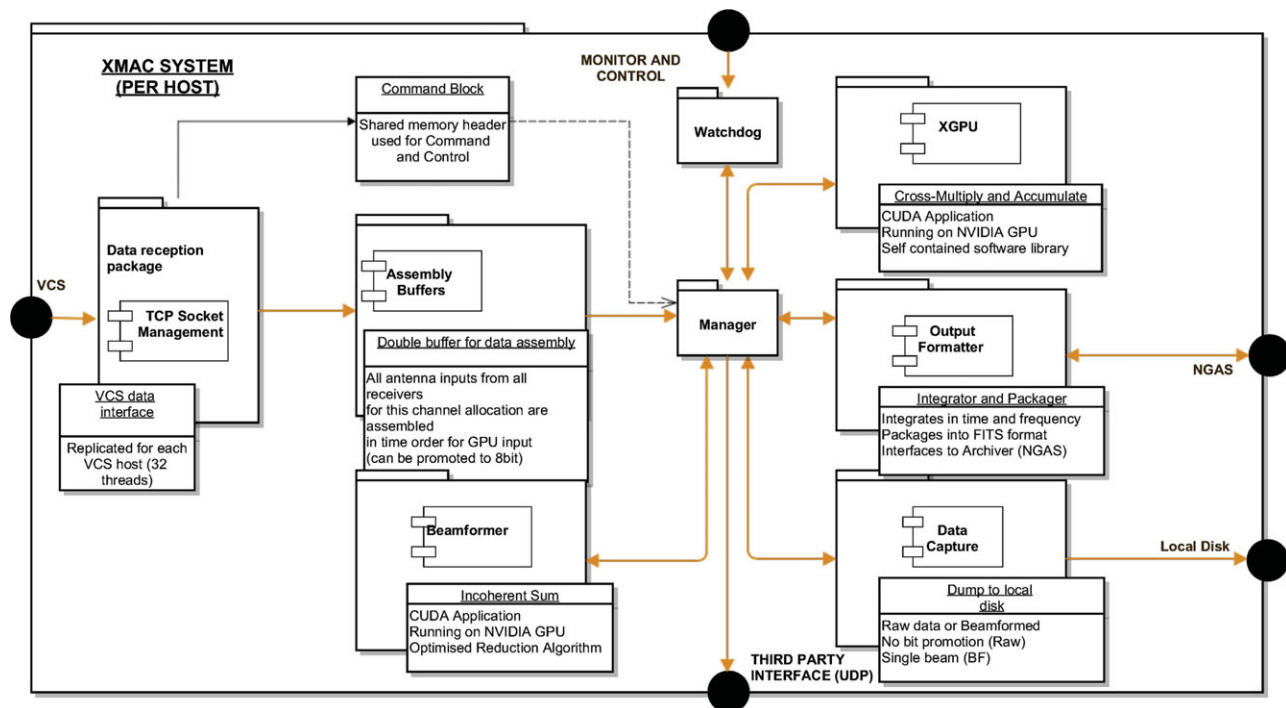 XMAC SYSTEM
(PER HOST)
MONITOR AND
CONTROL
Command Block
Shared memory header
used for Command
and Control
Watchdog
XGPU
Cross-Multiply and Accumulate
CUDA Application
Running on NVIDIA GPU
Self contained software library
VCS
Data reception
package
TCP Socket
Management
VCS data
interface
Replicated for each
VCS host (32
threads)
Assembly
Buffers
Double buffer for data assembly
All antenna inputs from all
receivers
for this channel allocation are
assembled
in time order for GPU input
(can be promoted to 8bit)
Manager
Output
Formatter
NGAS
Integrator and Packager
Integrates in time and frequency
Packages into FITS format
Interfaces to Archiver (NGAS)
Beamformer
Incoherent Sum
CUDA Application
Running on NVIDIA GPU
Optimised Reduction Algorithm
Data
Capture
Local Disk
Dump to local
disk
Raw data or Beamformed
No bit promotion (Raw)
Single beam (BF)
THIRD PARTY
INTERFACE (UDP)